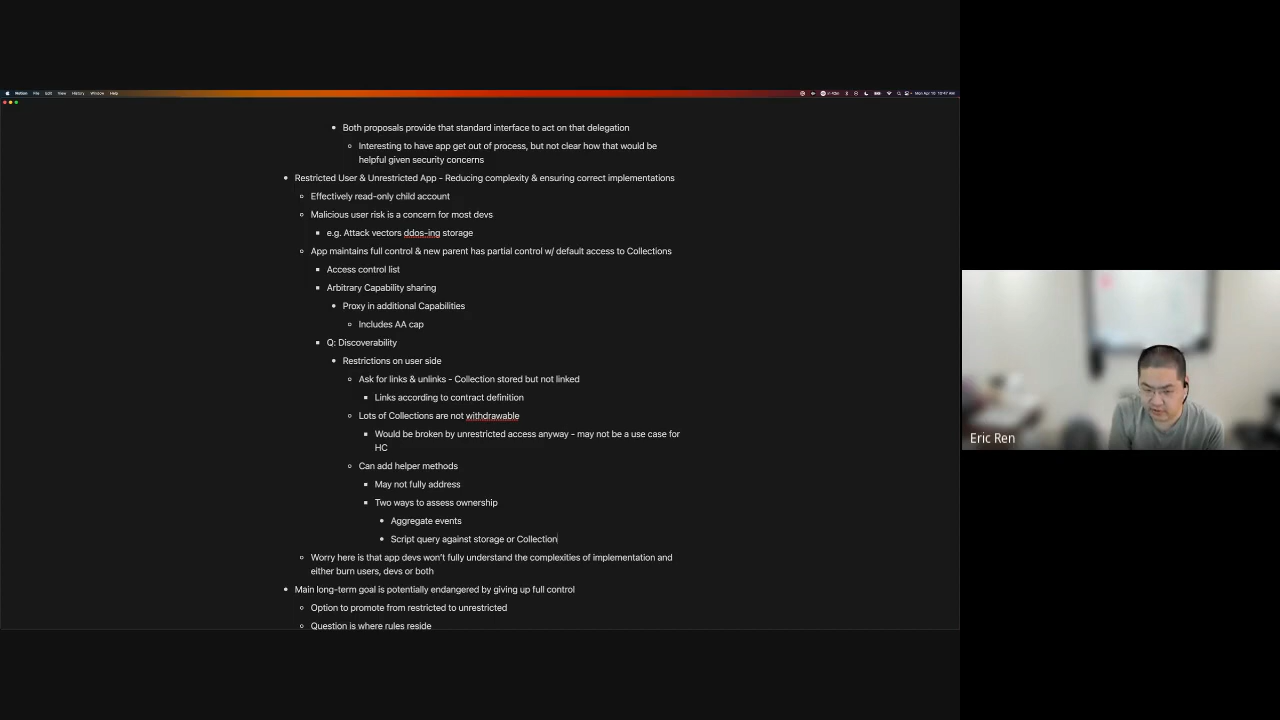 Notion File Edit View History Window Help
Both proposals provide that standard interface to act on that delegation
Interesting to have app get out of process, but not clear how that would be
helpful given security concerns
Restricted User & Unrestricted App - Reducing complexity & ensuring correct implementations
Effectively read-only child account
Malicious user risk is a concern for most devs
e.g. Attack vectors ddos-ing storage
App maintains full control & new parent has partial control w/ default access to Collections
Access control list
Arbitrary Capability sharing
Proxy in additional Capabilities
Includes AA cap
Q: Discoverability
Restrictions on user side
Ask for links & unlinks - Collection stored but not linked
Links according to contract definition
Lots of Collections are not withdrawable
Would be broken by unrestricted access anyway - may not be a use case for
HC
Can add helper methods
May not fully address
Two ways to assess ownership
Aggregate events
Script query against storage or Collection
Worry here is that app devs won't fully understand the complexities of implementation and
either burn users, devs or both
Main long-term goal is potentially endangered by giving up full control
Option to promote from restricted to unrestricted
Question is where rules reside
Eric Ren